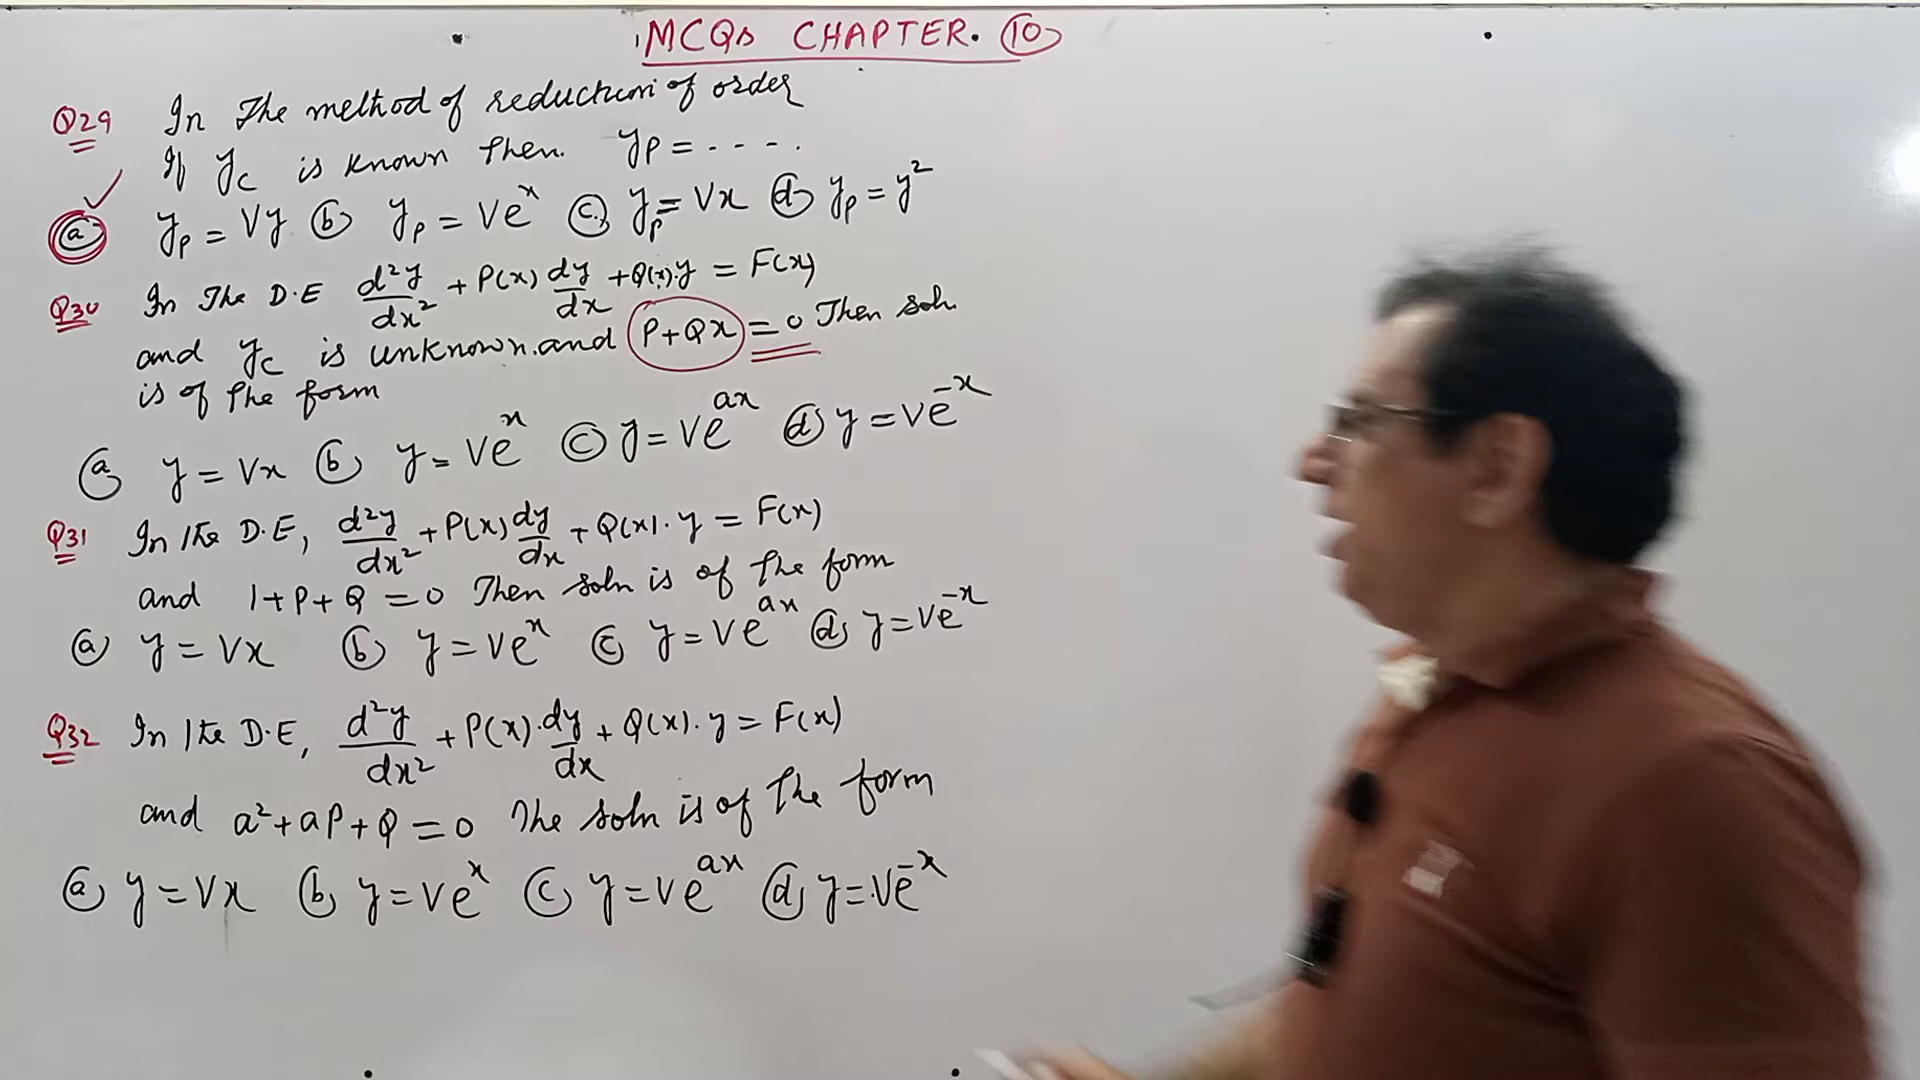 MCQs CHAPTER. 10
Q29 In The method of reduction of order
If yc is known then. yp = - - - - .
(a) yp = Vy (b) yp = Ve^x (c) yp = Vx (d) yp = y²
Q30 In The D.E d²y/dx² + P(x) dy/dx + Q(x).y = F(x)
and yc is unknown.and P+Qx = 0 Then soln.
is of the form
(a) y = Vx (b) y = Ve^x (c) y = Ve^ax (d) y = Ve^-x
Q31 In the D.E, d²y/dx² + P(x) dy/dx + Q(x). y = F(x)
and 1+P+Q = 0 Then soln is of the form
(a) y = Vx (b) y = Ve^x (c) y = Ve^ax (d) y = Ve^-x
Q32 In the D.E, d²y/dx² + P(x).dy/dx + Q(x). y = F(x)
and a²+aP+Q = 0 The soln is of the form
(a) y = Vx (b) y = Ve^x (c) y = Ve^ax (d) y = Ve^-x